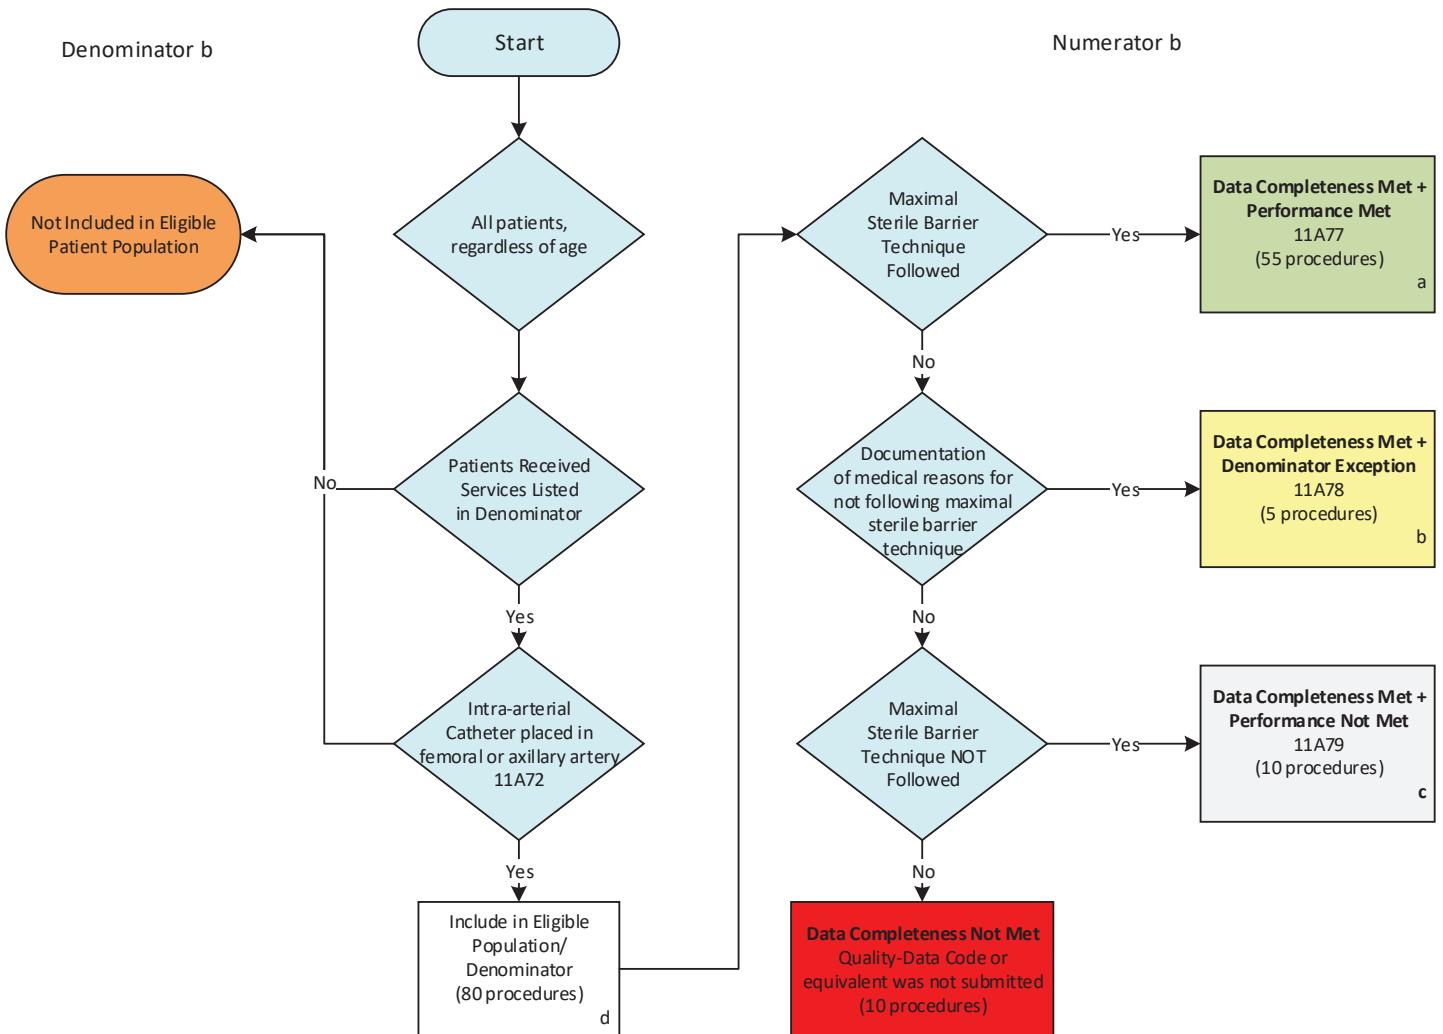 Denominator b
Start
Numerator b
All patients,
regardless of age
Not Included in Eligible
Patient Population
Patients Received
Services Listed
in Denominator
No
Yes
Intra-arterial
Catheter placed in
femoral or axillary artery
11A72
Yes
Include in Eligible
Population/
Denominator
(80 procedures)
d
Maximal
Sterile Barrier
Technique
Followed
Yes
Data Completeness Met +
Performance Met
11A77
(55 procedures)
a
No
Documentation
of medical reasons for
not following maximal
sterile barrier
technique
Yes
Data Completeness Met +
Denominator Exception
11A78
(5 procedures)
b
No
Maximal
Sterile Barrier
Technique NOT
Followed
Yes
Data Completeness Met +
Performance Not Met
11A79
(10 procedures)
c
No
Data Completeness Not Met
Quality-Data Code or
equivalent was not submitted
(10 procedures)